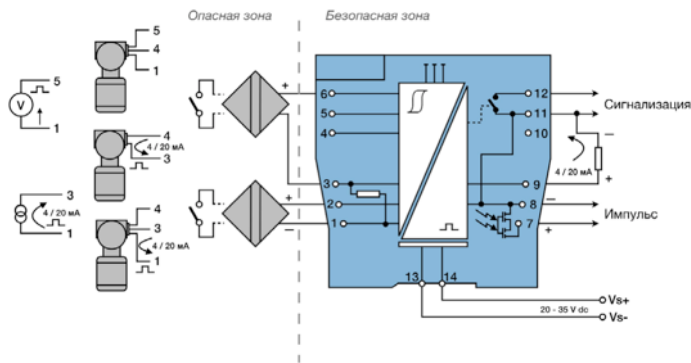 Опасная зона
Безопасная зона
5
4
1
5
V
1
4
3
4 / 20 мА
3
4 / 20 мА
1
4
3
4 / 20 мА
1
+
+
–
6
5
4
3
2
1
12
11
10
9
8
7
13
14
Сигнализация
–
4 / 20 мА
+
–
Импульс
+
Vs+
20 - 35 V dc
Vs-